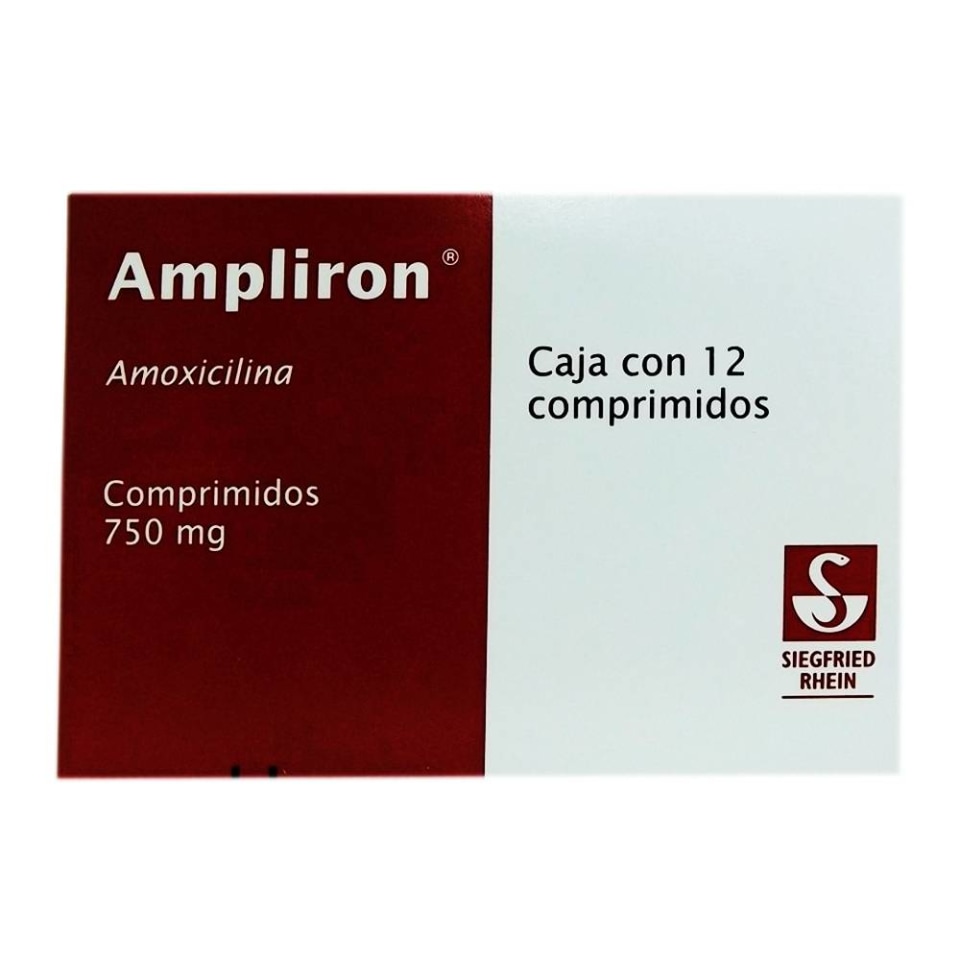 Ampliron®
Amoxicilina
Comprimidos
750 mg
Caja con 12
comprimidos
SIEGFRIED
RHEIN